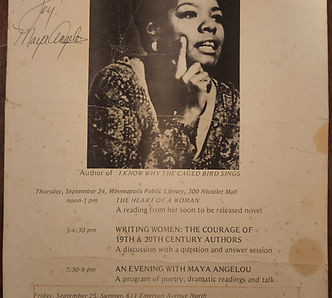 Joy.
Maya Angelou
Author of I KNOW WHY THE CAGED BIRD SINGS
Thursday, September 24, Minneapolis Public Library, 300 Nicollet Mall
noon-1 pm THE HEART OF A WOMAN
A reading from her soon to be released novel
3-4:30 pm WRITING WOMEN: THE COURAGE OF
19TH & 20TH CENTURY AUTHORS
A discussion with a question and answer session
7:30-9 pm AN EVENING WITH MAYA ANGELOU
A program of poetry, dramatic readings and talk
Friday, September 25, Sumner, 611 Emerson Avenue North